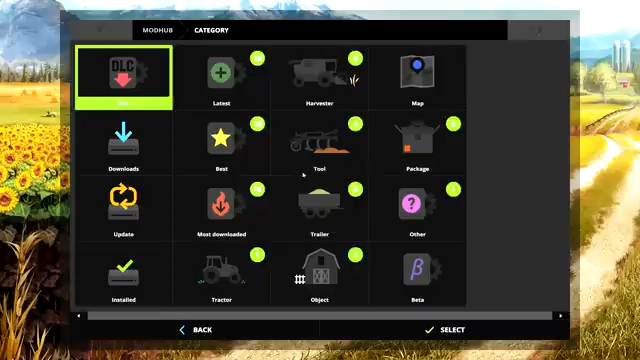 MODHUB
CATEGORY
DLC
Latest
Harvester
Map
Downloads
Best
Tool
Package
Update
Most downloaded
Trailer
Other
Installed
Tractor
Object
Beta
BACK
SELECT